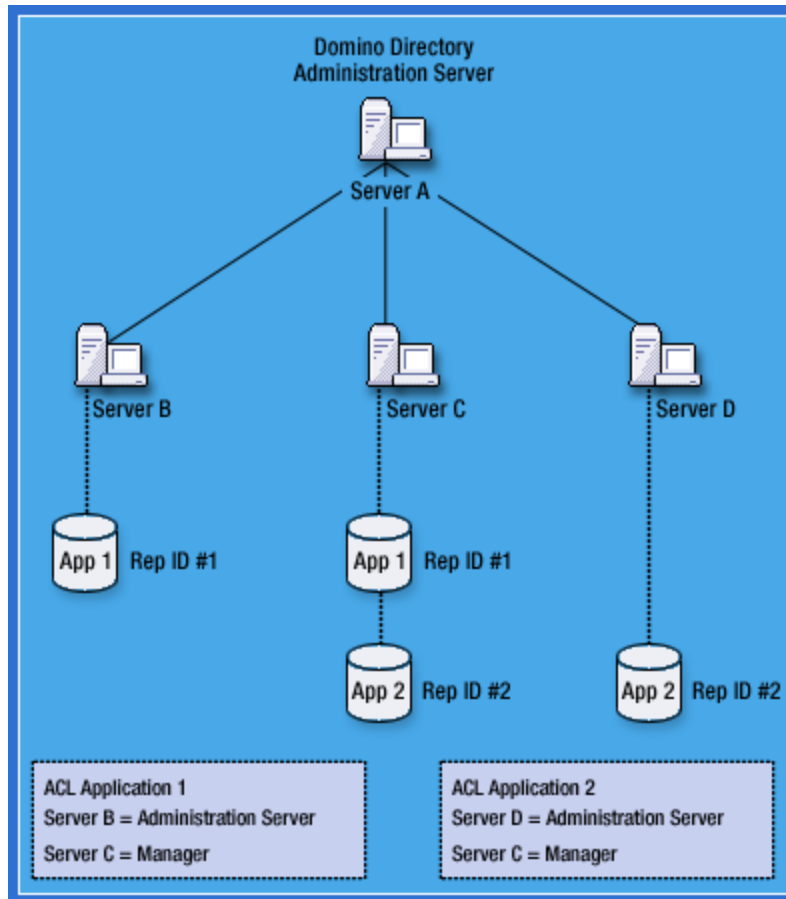 Domino Directory
Administration Server
Server A
Server B
Server C
Server D
App 1
Rep ID #1
App 1
Rep ID #1
App 2
Rep ID #2
App 2
Rep ID #2
ACL Application 1
Server B = Administration Server
Server C = Manager
ACL Application 2
Server D = Administration Server
Server C = Manager